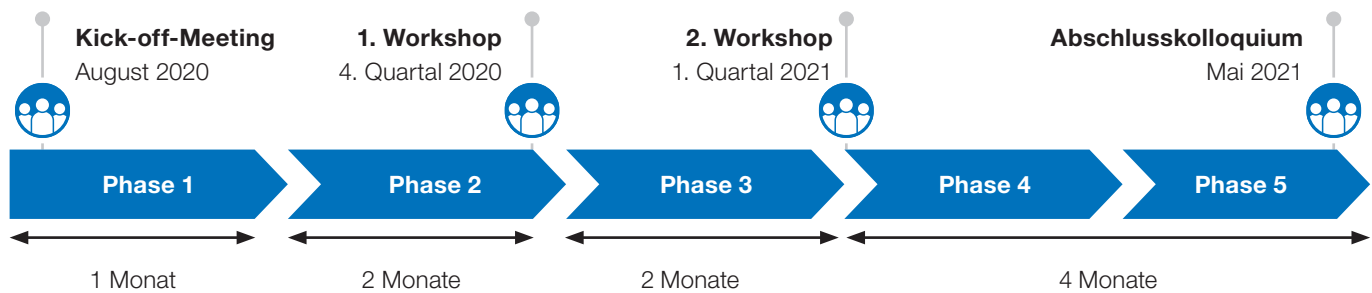 Kick-off-Meeting
August 2020
1. Workshop
4. Quartal 2020
2. Workshop
1. Quartal 2021
Abschlusskolloquium
Mai 2021
Phase 1
Phase 2
Phase 3
Phase 4
Phase 5
1 Monat
2 Monate
2 Monate
4 Monate